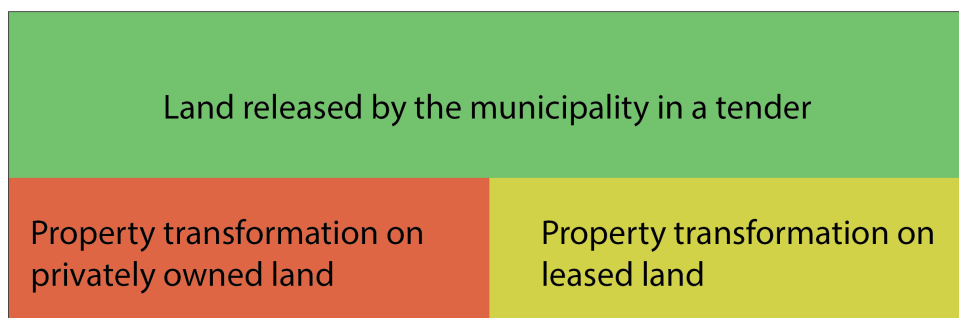 Land released by the municipality in a tender
Property transformation on
privately owned land
Property transformation on
leased land